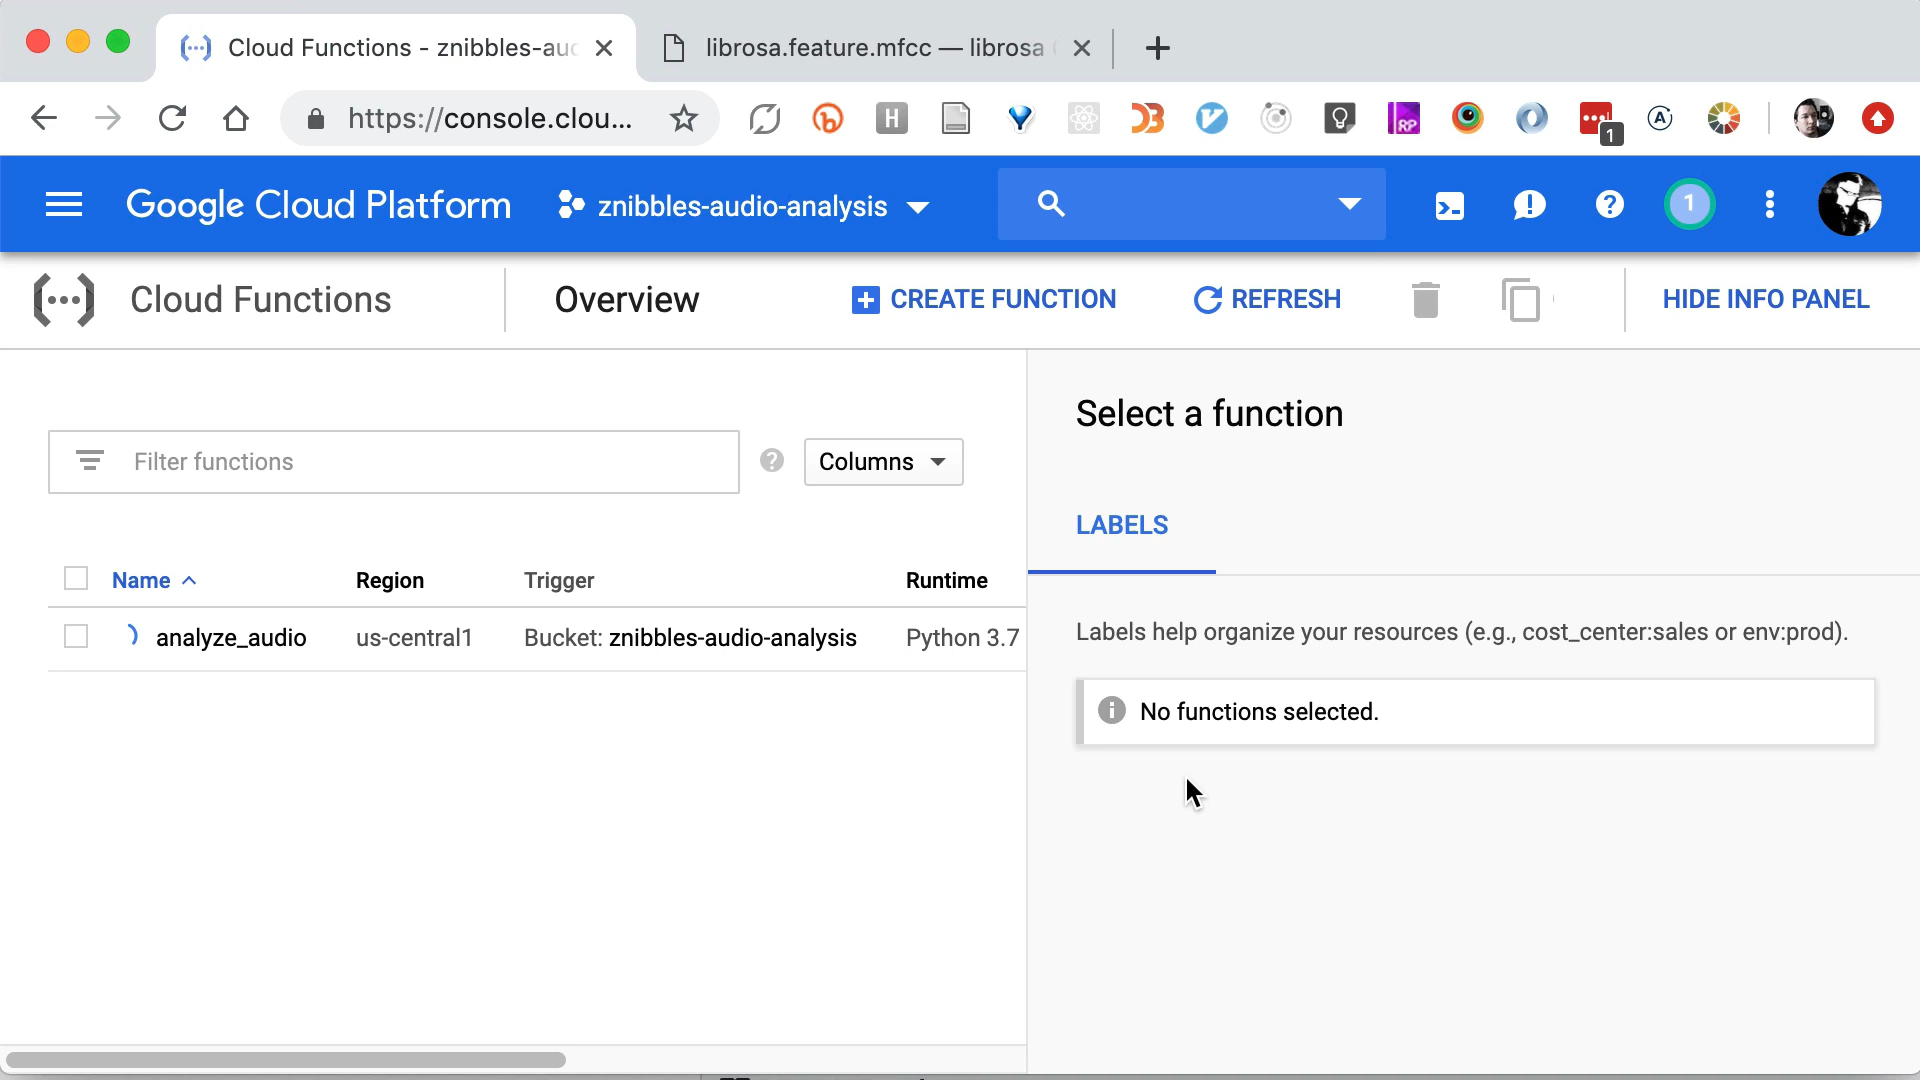 Cloud Functions - znibbles-aud
librosa.feature.mfcc — librosa
https://console.clou...
H
RP
1
A
Google Cloud Platform
znibbles-audio-analysis
1
Cloud Functions
Overview
CREATE FUNCTION
REFRESH
HIDE INFO PANEL
Filter functions
Columns
Select a function
LABELS
Name
Region
Trigger
Runtime
analyze_audio
us-central1
Bucket: znibbles-audio-analysis
Python 3.7
Labels help organize your resources (e.g., cost_center:sales or env:prod).
No functions selected.